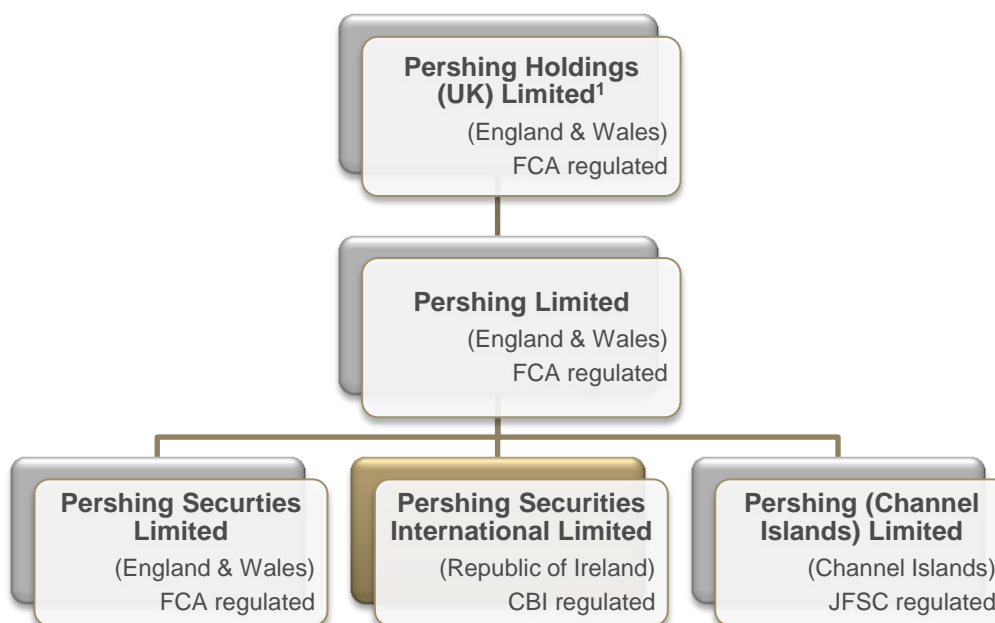 Pershing Holdings
(UK) Limited¹
(England & Wales)
FCA regulated
Pershing Limited
(England & Wales)
FCA regulated
Pershing Securties
Limited
(England & Wales)
FCA regulated
Pershing Securities
International Limited
(Republic of Ireland)
CBI regulated
Pershing (Channel
Islands) Limited
(Channel Islands)
JFSC regulated